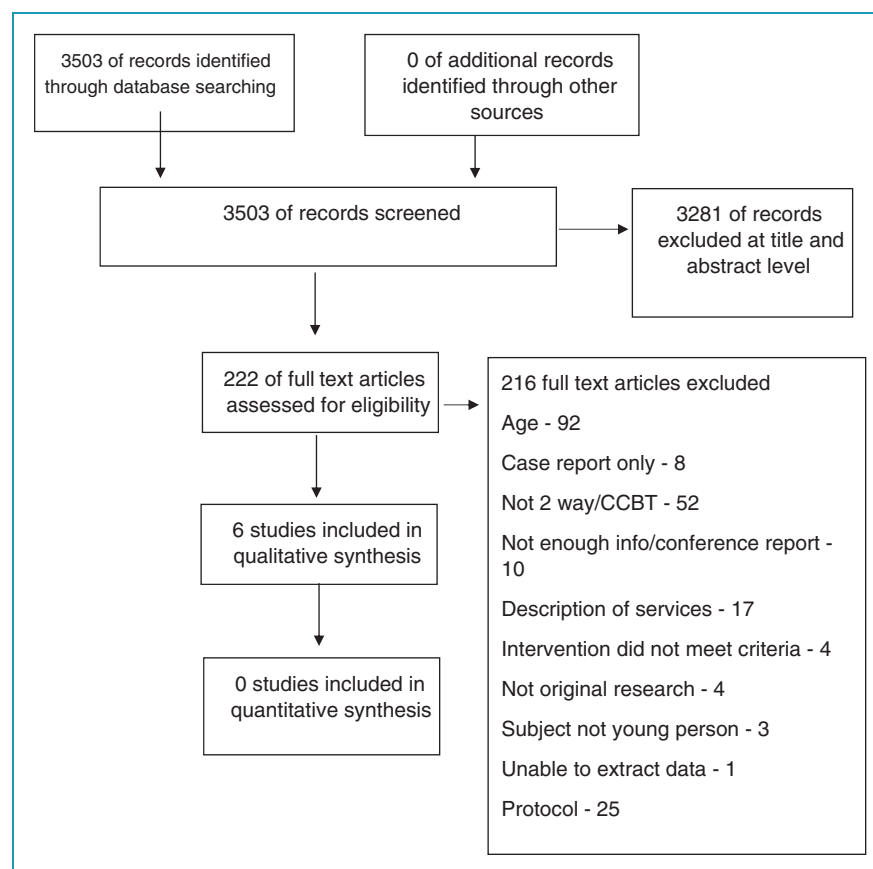 3503 of records identified
through database searching
0 of additional records
identified through other
sources
3503 of records screened
3281 of records
excluded at title and
abstract level
222 of full text articles
assessed for eligibility
216 full text articles excluded
Age - 92
Case report only - 8
Not 2 way/CCBT - 52
Not enough info/conference report -
10
Description of services - 17
Intervention did not meet criteria - 4
Not original research - 4
Subject not young person - 3
Unable to extract data - 1
Protocol - 25
6 studies included in
qualitative synthesis
0 studies included in
quantitative synthesis